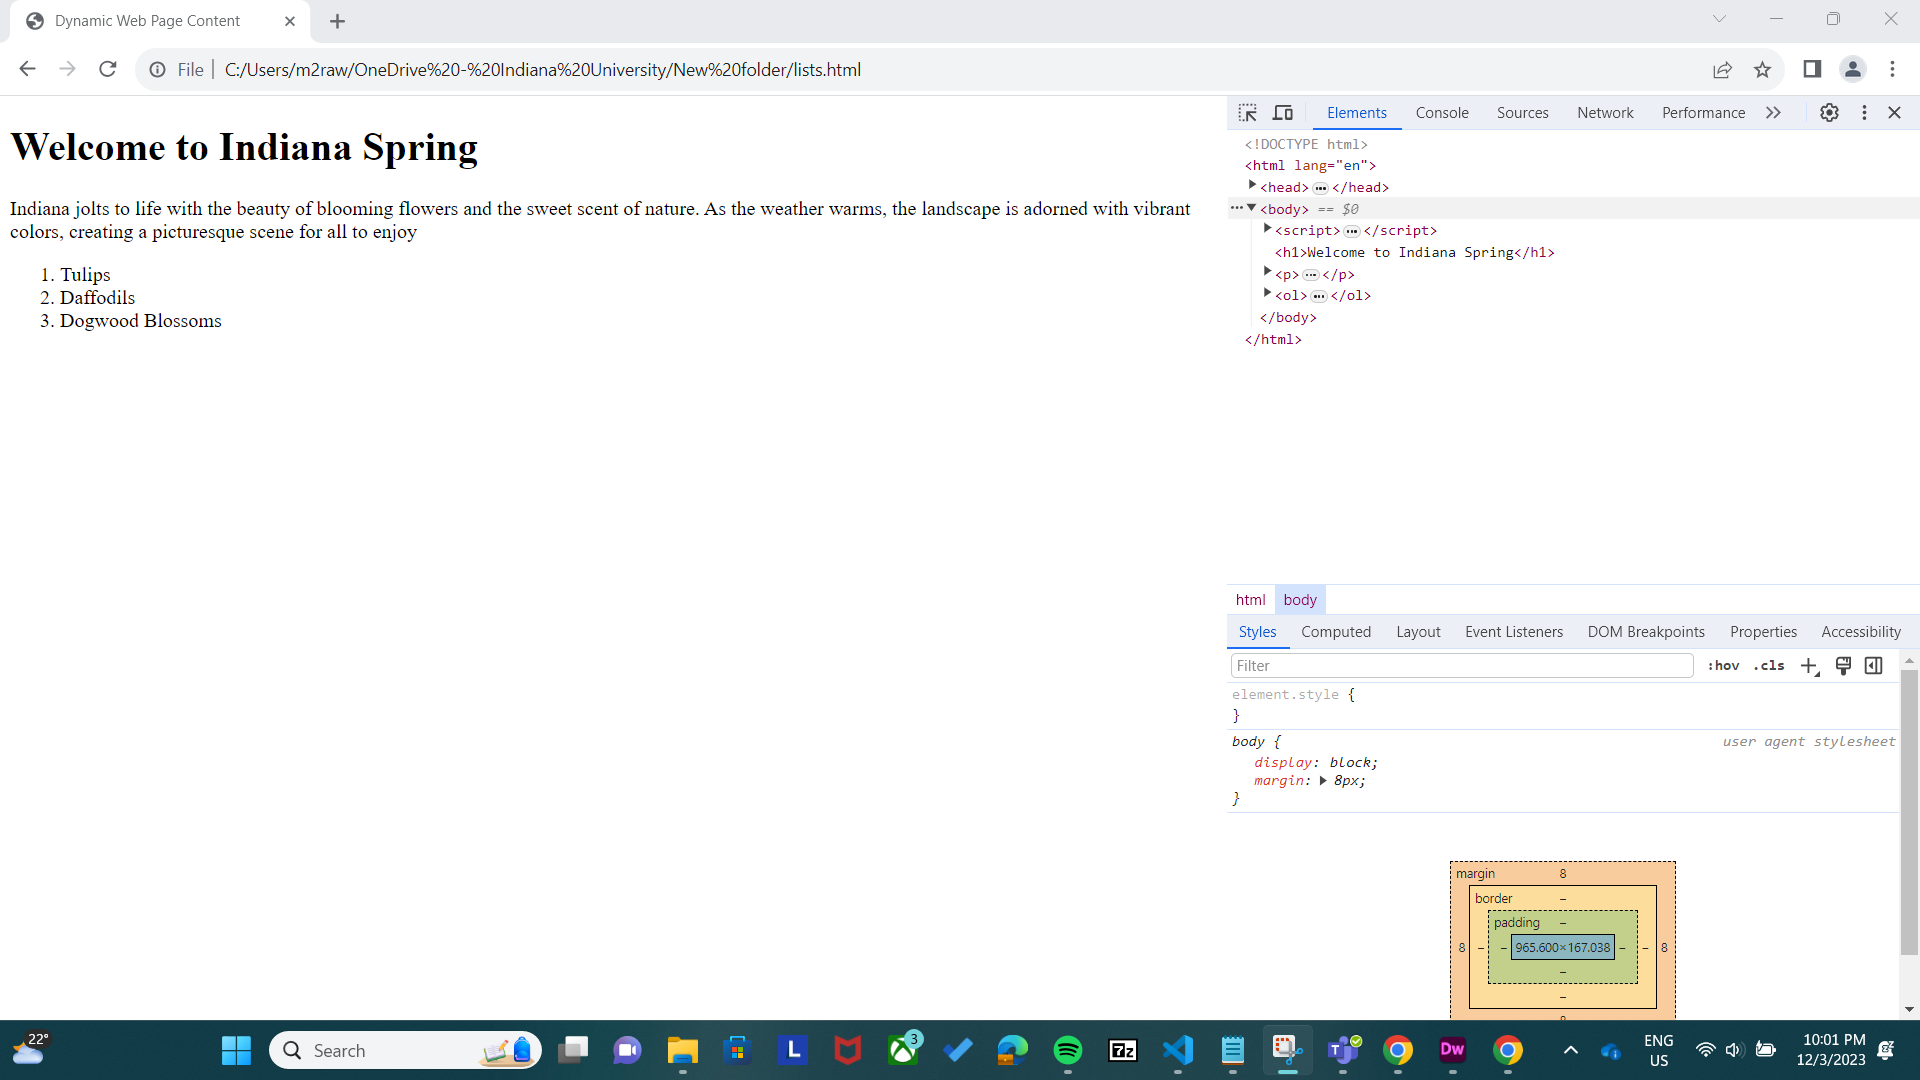 Dynamic Web Page Content
File
C:/Users/m2raw/OneDrive%20-%20Indiana%20University/New%20folder/lists.html
Welcome to Indiana Spring
Indiana jolts to life with the beauty of blooming flowers and the sweet scent of nature. As the weather warms, the landscape is adorned with vibrant
colors, creating a picturesque scene for all to enjoy
1. Tulips
2. Daffodils
3. Dogwood Blossoms
Elements Console Sources Network Performance
<!DOCTYPE html>
<html lang="en">
<head> ••• </head>
••• <body> == $0
<script> ••• </script>
<h1>Welcome to Indiana Spring</h1>
<p> ••• </p>
<ol> ••• </ol>
</body>
</html>
html body
Styles Computed Layout Event Listeners DOM Breakpoints Properties Accessibility
Filter :hov .cls
element.style {
}
body { user agent stylesheet
display: block;
margin: 8px;
}
margin 8
border –
padding –
8 – – 965.600×167.038 – – 8
–
–
22°
Search
L
3
7z
T
Dw
ENG
US
10:01 PM
12/3/2023